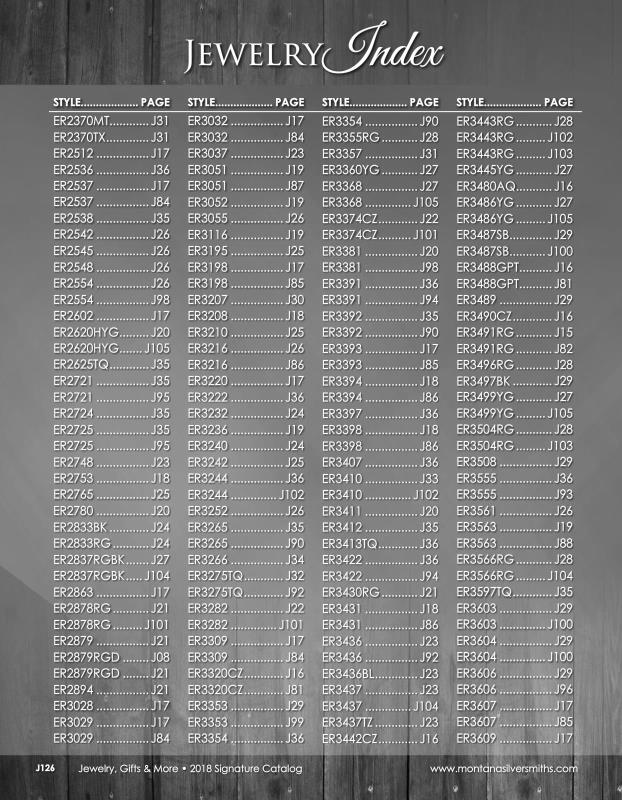 JEWELRY Index
STYLE.................. PAGE
ER2370MT............J31
ER2370TX.............J31
ER2512 .................J17
ER2536 .................J36
ER2537 .................J17
ER2537 .................J84
ER2538 .................J35
ER2542 .................J26
ER2545 .................J26
ER2548 .................J26
ER2554 .................J26
ER2554 .................J98
ER2602 .................J17
ER2620HYG.........J20
ER2620HYG....... J105
ER2625TQ.............J35
ER2721 .................J35
ER2721 .................J95
ER2724 .................J35
ER2725 .................J35
ER2725 .................J95
ER2748 .................J23
ER2753 .................J18
ER2765 .................J25
ER2780 .................J20
ER2833BK .............J24
ER2833RG............J24
ER2837RGBK........J27
ER2837RGBK..... J104
ER2863 .................J17
ER2878RG ............J21
ER2878RG .......... J101
ER2879 .................J21
ER2879RGD ........J08
ER2879RGD ........J21
ER2894 .................J21
ER3028 .................J17
ER3029 .................J17
ER3029 .................J84
STYLE.................. PAGE
ER3032 .................J17
ER3032 .................J84
ER3037 .................J23
ER3051 .................J19
ER3051 .................J87
ER3052 .................J19
ER3055 .................J26
ER3116 .................J19
ER3195 .................J25
ER3198 .................J17
ER3198 .................J85
ER3207 .................J30
ER3208 .................J18
ER3210 .................J25
ER3216 .................J26
ER3216 .................J86
ER3220 .................J17
ER3222 .................J36
ER3232 .................J24
ER3236 .................J19
ER3240 .................J24
ER3242 .................J25
ER3244 .................J36
ER3244 ............... J102
ER3252 .................J26
ER3265 .................J35
ER3265 .................J90
ER3266 .................J34
ER3275TQ.............J32
ER3275TQ.............J92
ER3282 .................J22
ER3282 ............... J101
ER3309 .................J17
ER3309 .................J84
ER3320CZ.............J16
ER3320CZ.............J81
ER3353 .................J29
ER3353 .................J99
ER3354 .................J36
STYLE.................. PAGE
ER3354 .................J90
ER3355RG ............J28
ER3357 .................J31
ER3360YG ............J27
ER3368 .................J27
ER3368 ............... J105
ER3374CZ.............J22
ER3374CZ........... J101
ER3381 .................J20
ER3381 .................J98
ER3391 .................J36
ER3391 .................J94
ER3392 .................J35
ER3392 .................J90
ER3393 .................J17
ER3393 .................J85
ER3394 .................J18
ER3394 .................J86
ER3397 .................J36
ER3398 .................J18
ER3398 .................J86
ER3407 .................J36
ER3410 .................J33
ER3410 ............... J102
ER3411 .................J20
ER3412 .................J35
ER3413TQ.............J36
ER3422 .................J36
ER3422 .................J94
ER3430RG ............J21
ER3431 .................J18
ER3431 .................J86
ER3436 .................J23
ER3436 .................J92
ER3436BL .............J23
ER3437 .................J23
ER3437 ............... J104
ER3437TZ .............J23
ER3442CZ.............J16
STYLE.................. PAGE
ER3443RG ............J28
ER3443RG .......... J102
ER3443RG .......... J103
ER3445YG ............J27
ER3480AQ............J16
ER3486YG ............J27
ER3486YG .......... J105
ER3487SB..............J29
ER3487SB............ J100
ER3488GPT...........J16
ER3488GPT...........J81
ER3489 .................J29
ER3490CZ.............J16
ER3491RG ............J15
ER3491RG ............J82
ER3496RG ............J28
ER3497BK .............J29
ER3499YG ............J27
ER3499YG .......... J105
ER3504RG ............J28
ER3504RG .......... J103
ER3508 .................J29
ER3555 .................J36
ER3555 .................J93
ER3561 .................J26
ER3563 .................J19
ER3563 .................J88
ER3566RG ............J28
ER3566RG .......... J104
ER3597TQ.............J35
ER3603 .................J29
ER3603 ............... J100
ER3604 .................J29
ER3604 ............... J100
ER3606 .................J29
ER3606 .................J96
ER3607 .................J17
ER3607 .................J85
ER3609 .................J17
J126 Jewelry, Gifts & More • 2018 Signature Catalog www.montanasilversmiths.com